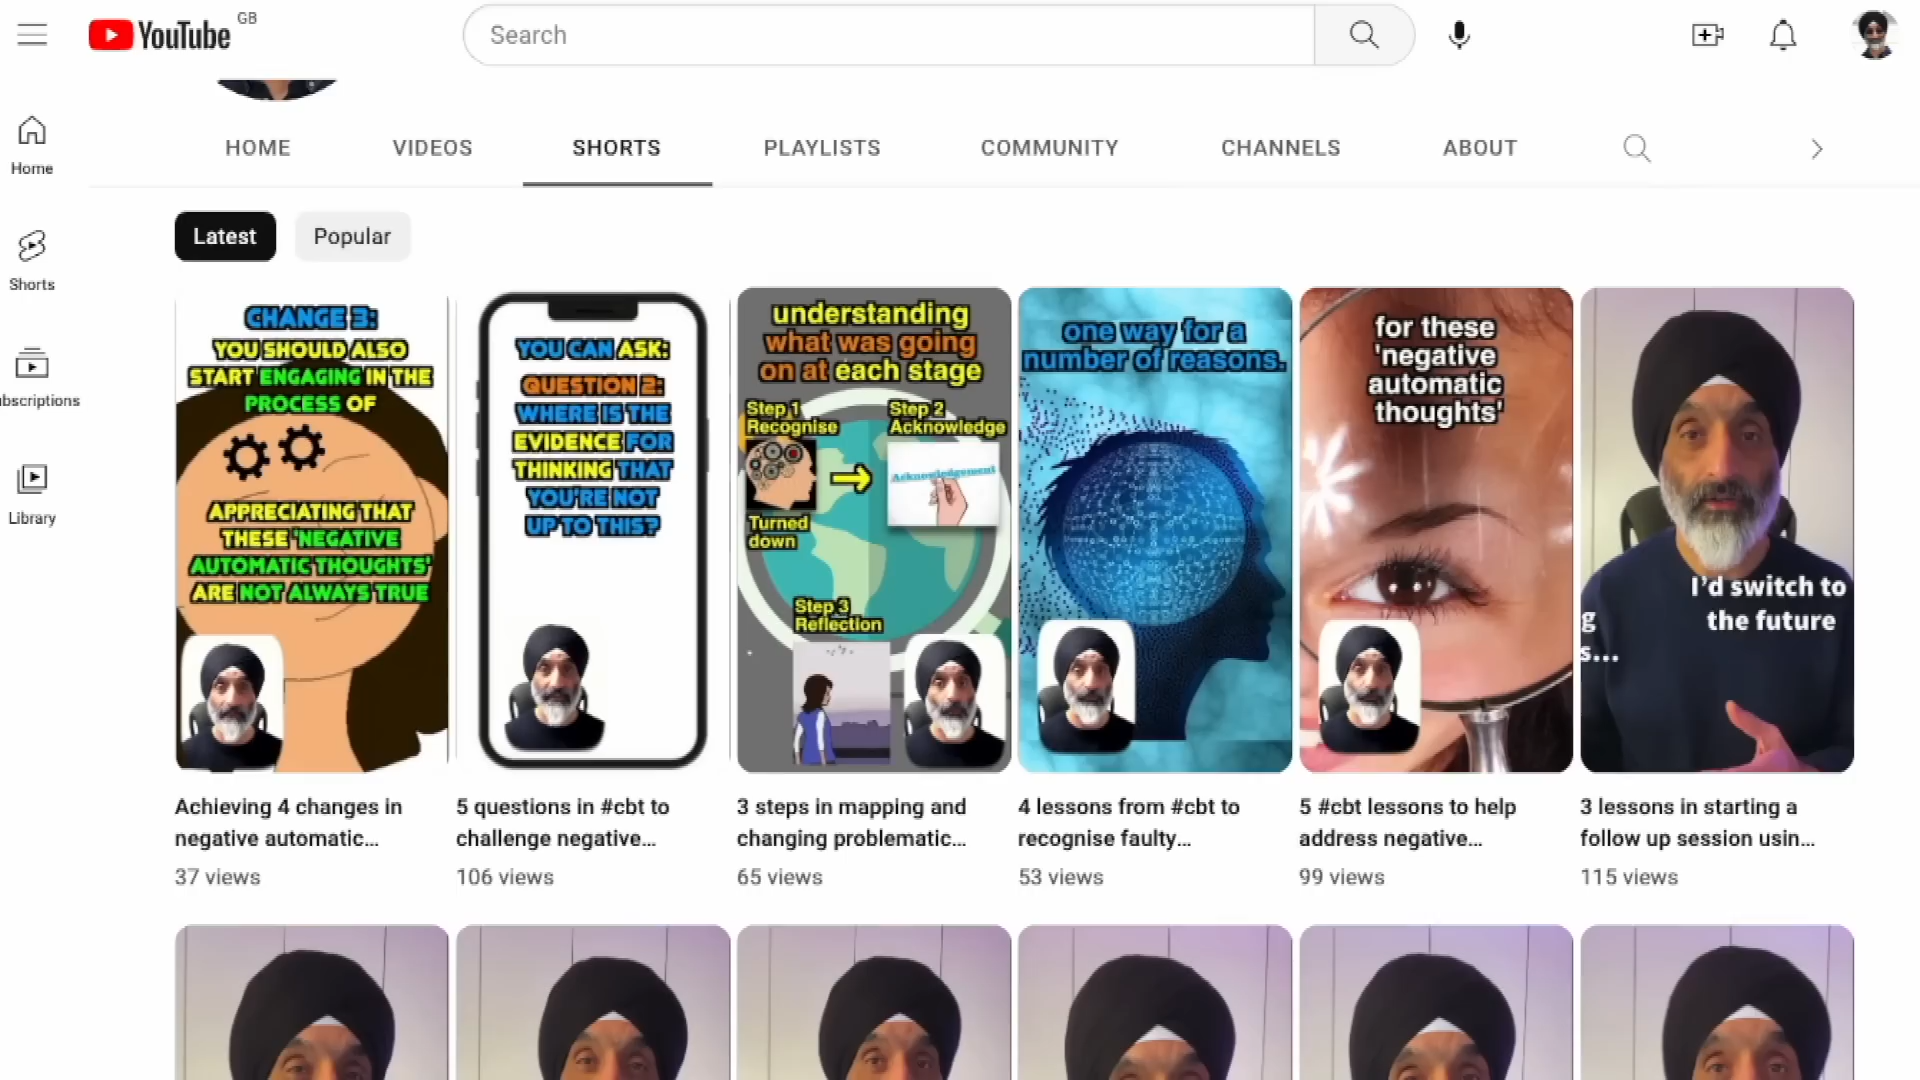 YouTube GB
Search
HOME VIDEOS SHORTS PLAYLISTS COMMUNITY CHANNELS ABOUT
Home
Shorts
bscriptions
Library
Latest Popular
CHANGE 3:
YOU SHOULD ALSO
START ENGAGING IN THE
PROCESS OF
APPRECIATING THAT
THESE 'NEGATIVE
AUTOMATIC THOUGHTS'
ARE NOT ALWAYS TRUE
YOU CAN ASK:
QUESTION 2:
WHERE IS THE
EVIDENCE FOR
THINKING THAT
YOU'RE NOT
UP TO THIS?
understanding
what was going
on at each stage
Step 1
Recognise
Step 2
Acknowledge
Acknowledgement
Turned
down
Step 3
Reflection
one way for a
number of reasons.
for these
'negative
automatic
thoughts'
I'd switch to
the future
g
s...
Achieving 4 changes in
negative automatic...
37 views
5 questions in #cbt to
challenge negative...
106 views
3 steps in mapping and
changing problematic...
65 views
4 lessons from #cbt to
recognise faulty...
53 views
5 #cbt lessons to help
address negative...
99 views
3 lessons in starting a
follow up session usin...
115 views